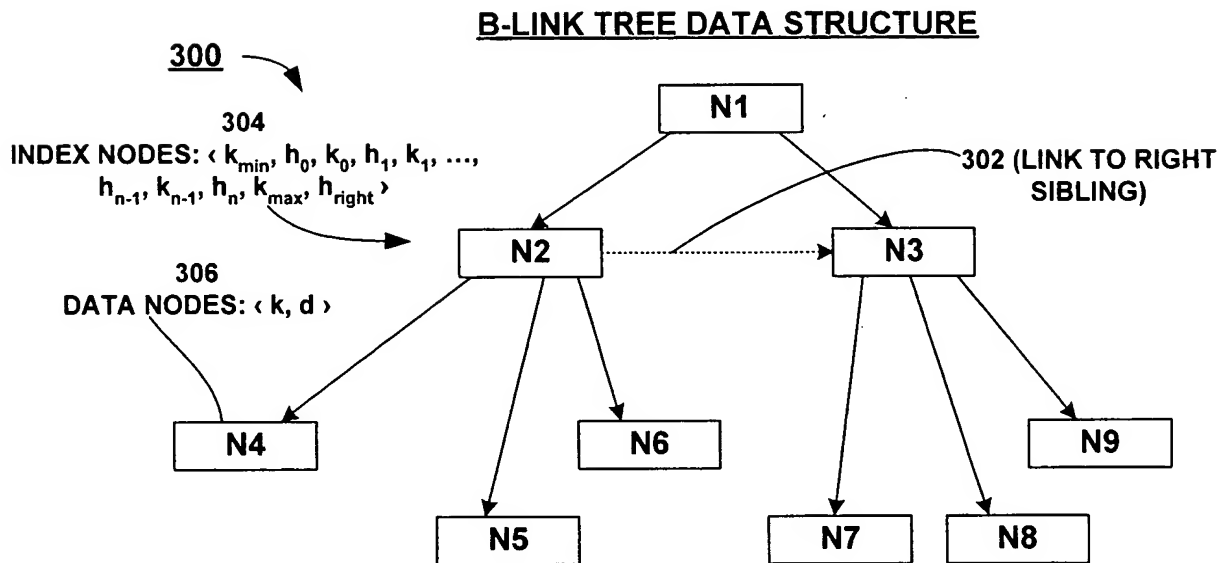 B-LINK TREE DATA STRUCTURE
300
N1
304
INDEX NODES: ‹ k_min, h_0, k_0, h_1, k_1, ...,
h_n-1, k_n-1, h_n, k_max, h_right ›
302 (LINK TO RIGHT
SIBLING)
N2
N3
306
DATA NODES: ‹ k, d ›
N4
N6
N9
N5
N7
N8